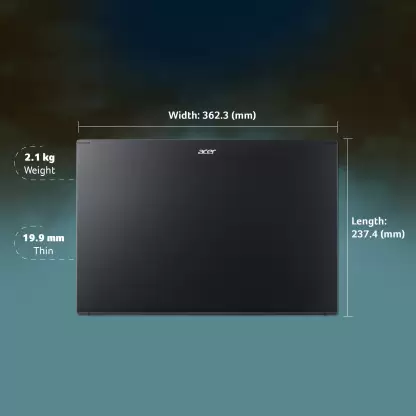 Width: 362.3 (mm)
acer
2.1 kg
Weight
Length:
237.4 (mm)
19.9 mm
Thin